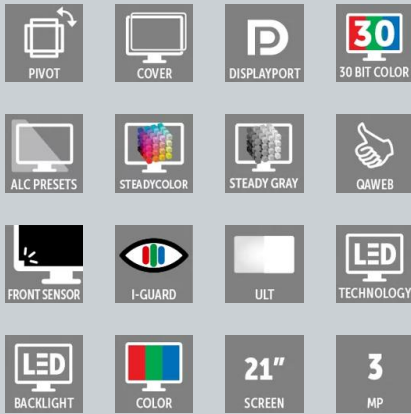 PIVOT
COVER
D
DISPLAYPORT
30
30 BIT COLOR
ALC PRESETS
STEADYCOLOR
STEADY GRAY
QAWEB
FRONT SENSOR
I-GUARD
ULT
LED
TECHNOLOGY
LED
BACKLIGHT
COLOR
21"
SCREEN
3
MP